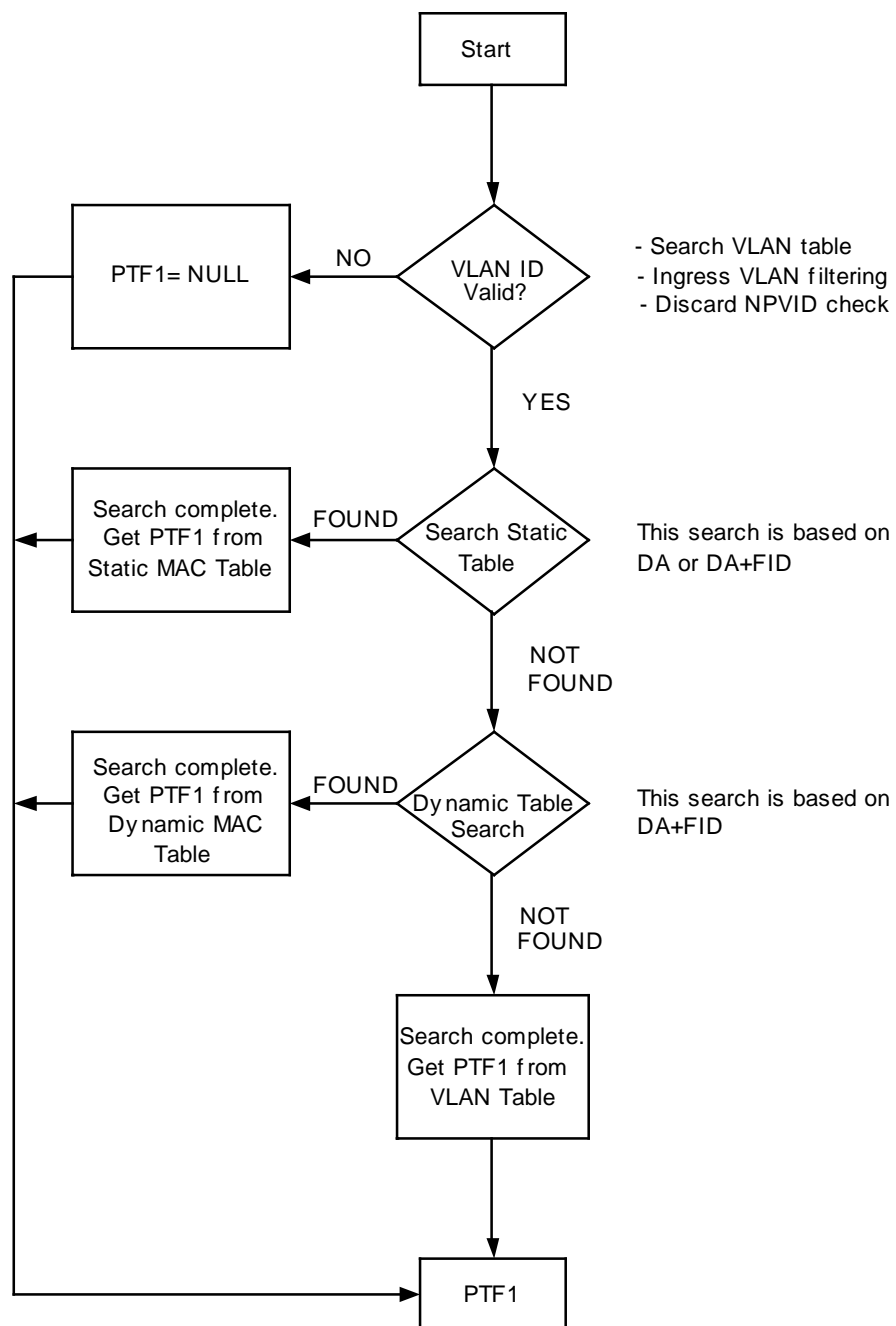 Start
NO
PTF1= NULL
VLAN ID
Valid?
- Search VLAN table
- Ingress VLAN filtering
- Discard NPVID check
YES
Search complete.
Get PTF1 from
Static MAC Table
FOUND
Search Static
Table
This search is based on
DA or DA+FID
NOT
FOUND
Search complete.
Get PTF1 from
Dynamic MAC
Table
FOUND
Dynamic Table
Search
This search is based on
DA+FID
NOT
FOUND
Search complete.
Get PTF1 from
VLAN Table
PTF1